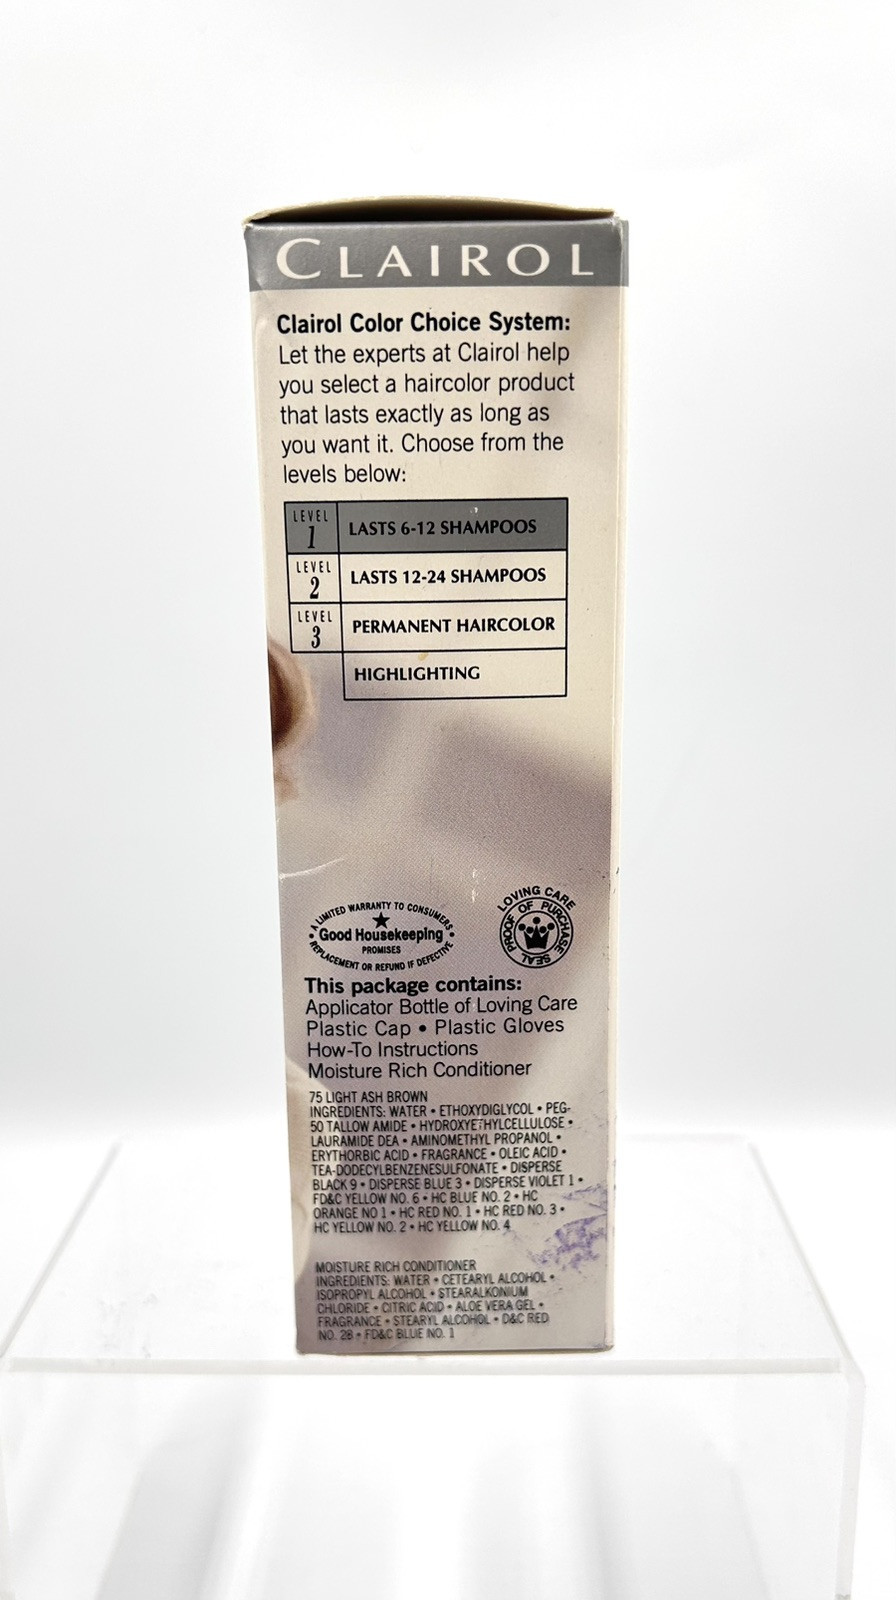 CLAIROL
Clairol Color Choice System:
Let the experts at Clairol help
you select a haircolor product
that lasts exactly as long as
you want it. Choose from the
levels below:
LEVEL 1 LASTS 6-12 SHAMPOOS
LEVEL 2 LASTS 12-24 SHAMPOOS
LEVEL 3 PERMANENT HAIRCOLOR
HIGHLIGHTING
A LIMITED WARRANTY TO CONSUMERS
Good Housekeeping
PROMISES
REPLACEMENT OR REFUND IF DEFECTIVE
LOVING CARE
PROOF OF PURCHASE SEAL
This package contains:
Applicator Bottle of Loving Care
Plastic Cap • Plastic Gloves
How-To Instructions
Moisture Rich Conditioner
75 LIGHT ASH BROWN
INGREDIENTS: WATER • ETHOXYDIGLYCOL • PEG-
50 TALLOW AMIDE • HYDROXYETHYLCELLULOSE •
LAURAMIDE DEA • AMINOMETHYL PROPANOL •
ERYTHORBIC ACID • FRAGRANCE • OLEIC ACID •
TEA-DODECYLBENZENESULFONATE • DISPERSE
BLACK 9 • DISPERSE BLUE 3 • DISPERSE VIOLET 1 •
FD&C YELLOW NO. 6 • HC BLUE NO. 2 • HC
ORANGE NO 1 • HC RED NO. 1 • HC RED NO. 3 •
HC YELLOW NO. 2 • HC YELLOW NO. 4
MOISTURE RICH CONDITIONER
INGREDIENTS: WATER • CETEARYL ALCOHOL •
ISOPROPYL ALCOHOL • STEARALKONIUM
CHLORIDE • CITRIC ACID • ALOE VERA GEL •
FRAGRANCE • STEARYL ALCOHOL • D&C RED
NO. 28 • FD&C BLUE NO. 1